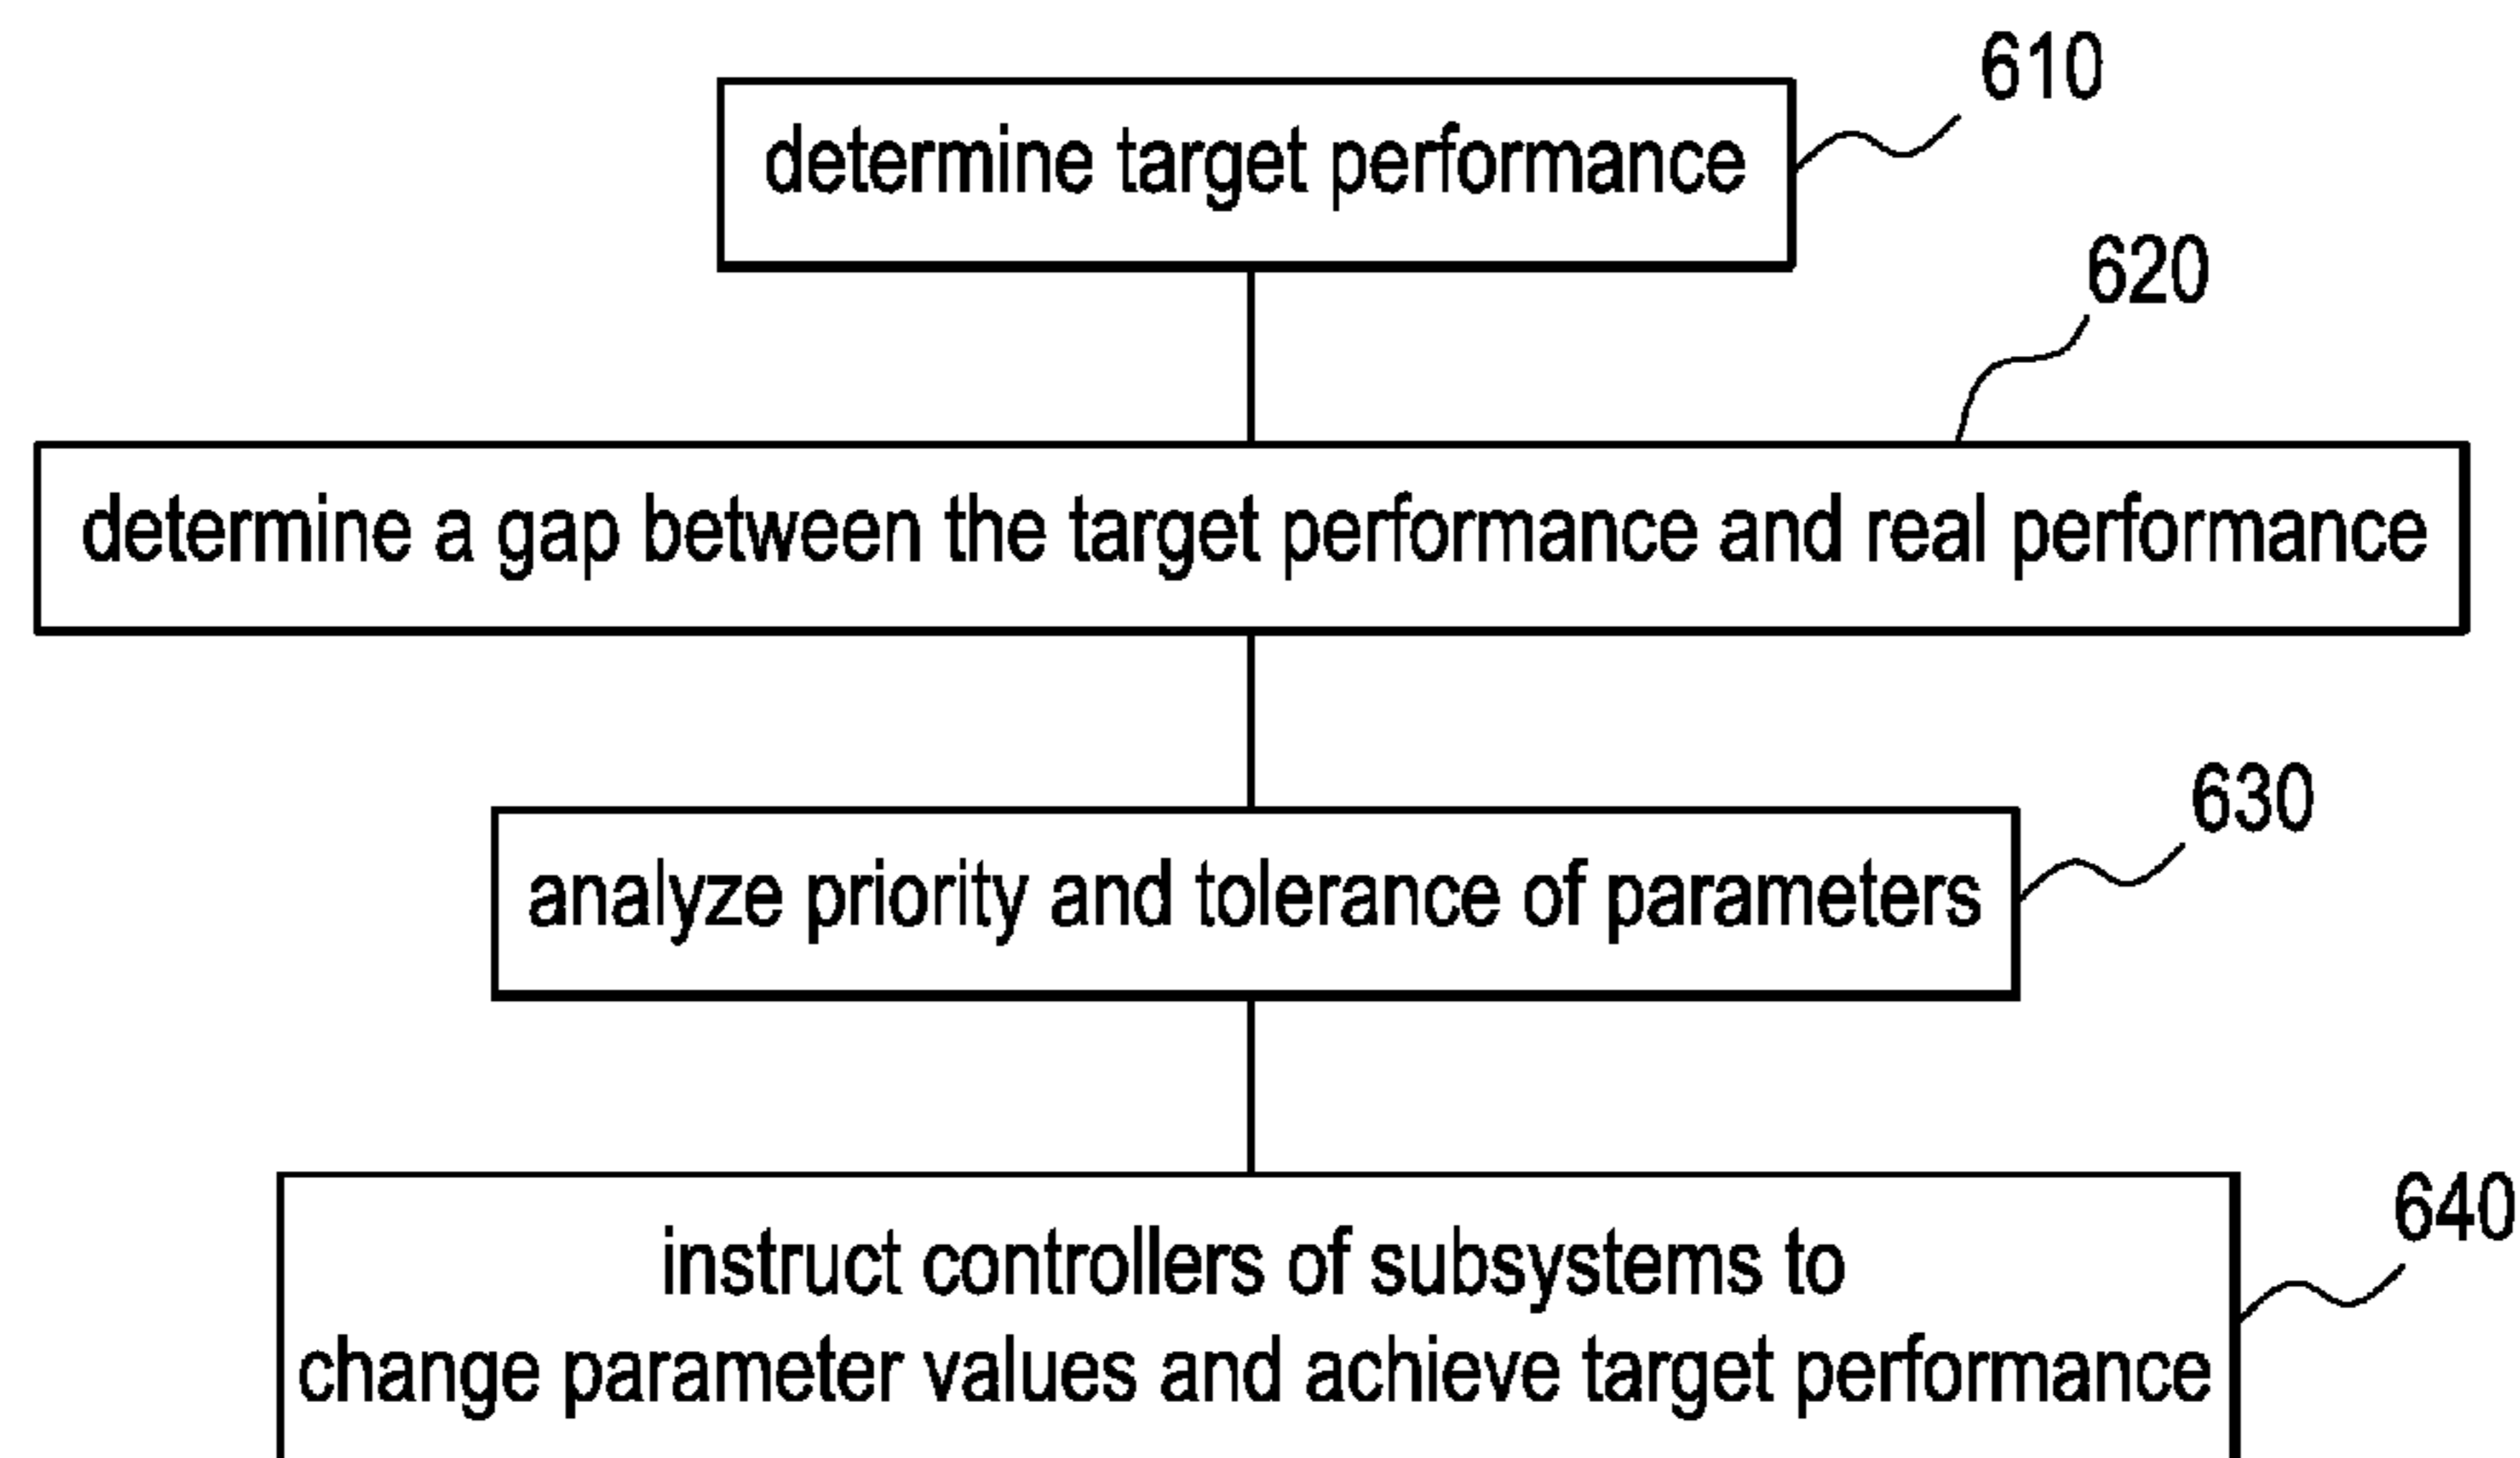 610
determine target performance
620
determine a gap between the target performance and real performance
630
analyze priority and tolerance of parameters
640
instruct controllers of subsystems to
change parameter values and achieve target performance